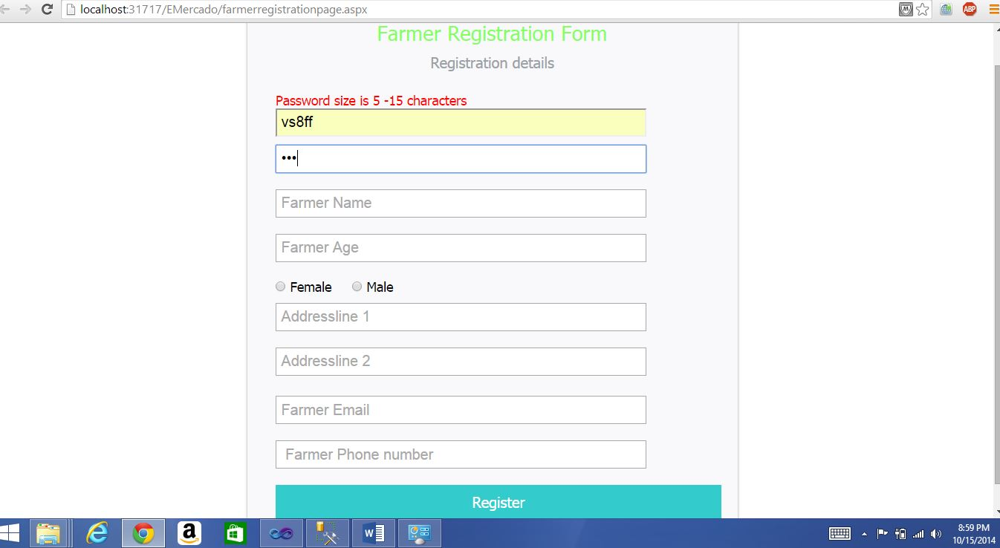 localhost:31717/EMercado/farmerregistrationpage.aspx
ABP
Farmer Registration Form
Registration details
Password size is 5 -15 characters
vs8ff
•••
Farmer Name
Farmer Age
Female Male
Addressline 1
Addressline 2
Farmer Email
Farmer Phone number
Register
8:59 PM
10/15/2014